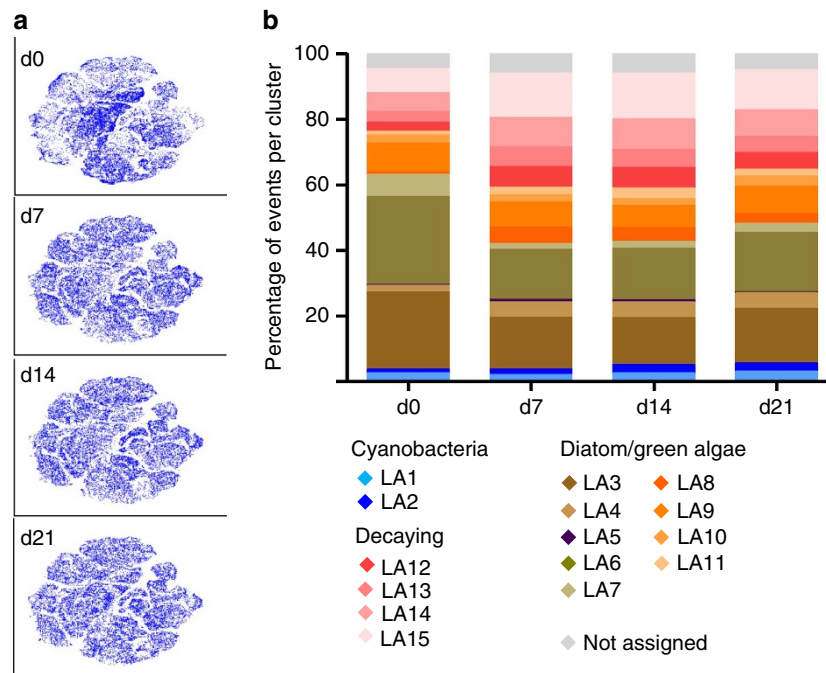 a
d0
d7
d14
d21
b
Percentage of events per cluster
100
80
60
40
20
d0 d7 d14 d21
Cyanobacteria
LA1
LA2
Decaying
LA12
LA13
LA14
LA15
Diatom/green algae
LA3 LA8
LA4 LA9
LA5 LA10
LA6 LA11
LA7
Not assigned